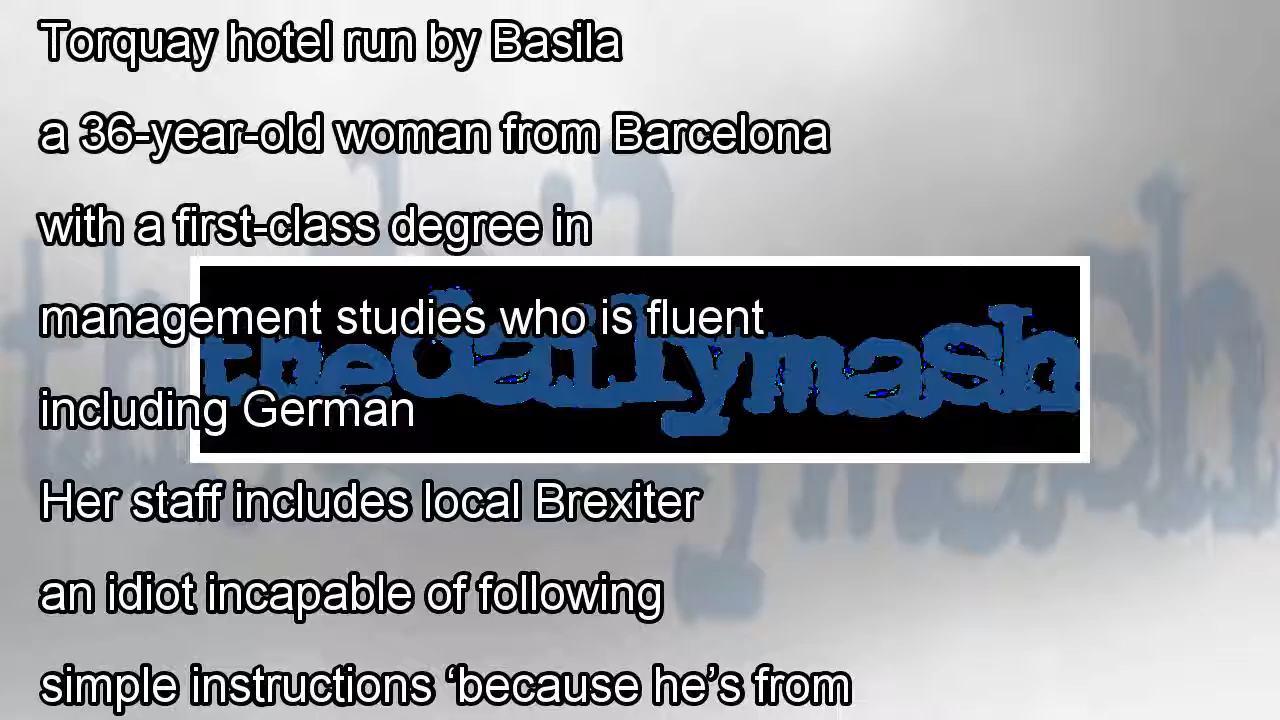 Torquay hotel run by Basila
a 36-year-old woman from Barcelona
with a first-class degree in
management studies who is fluent
thedailymash
including German
Her staff includes local Brexiter
an idiot incapable of following
simple instructions ‘because he’s from